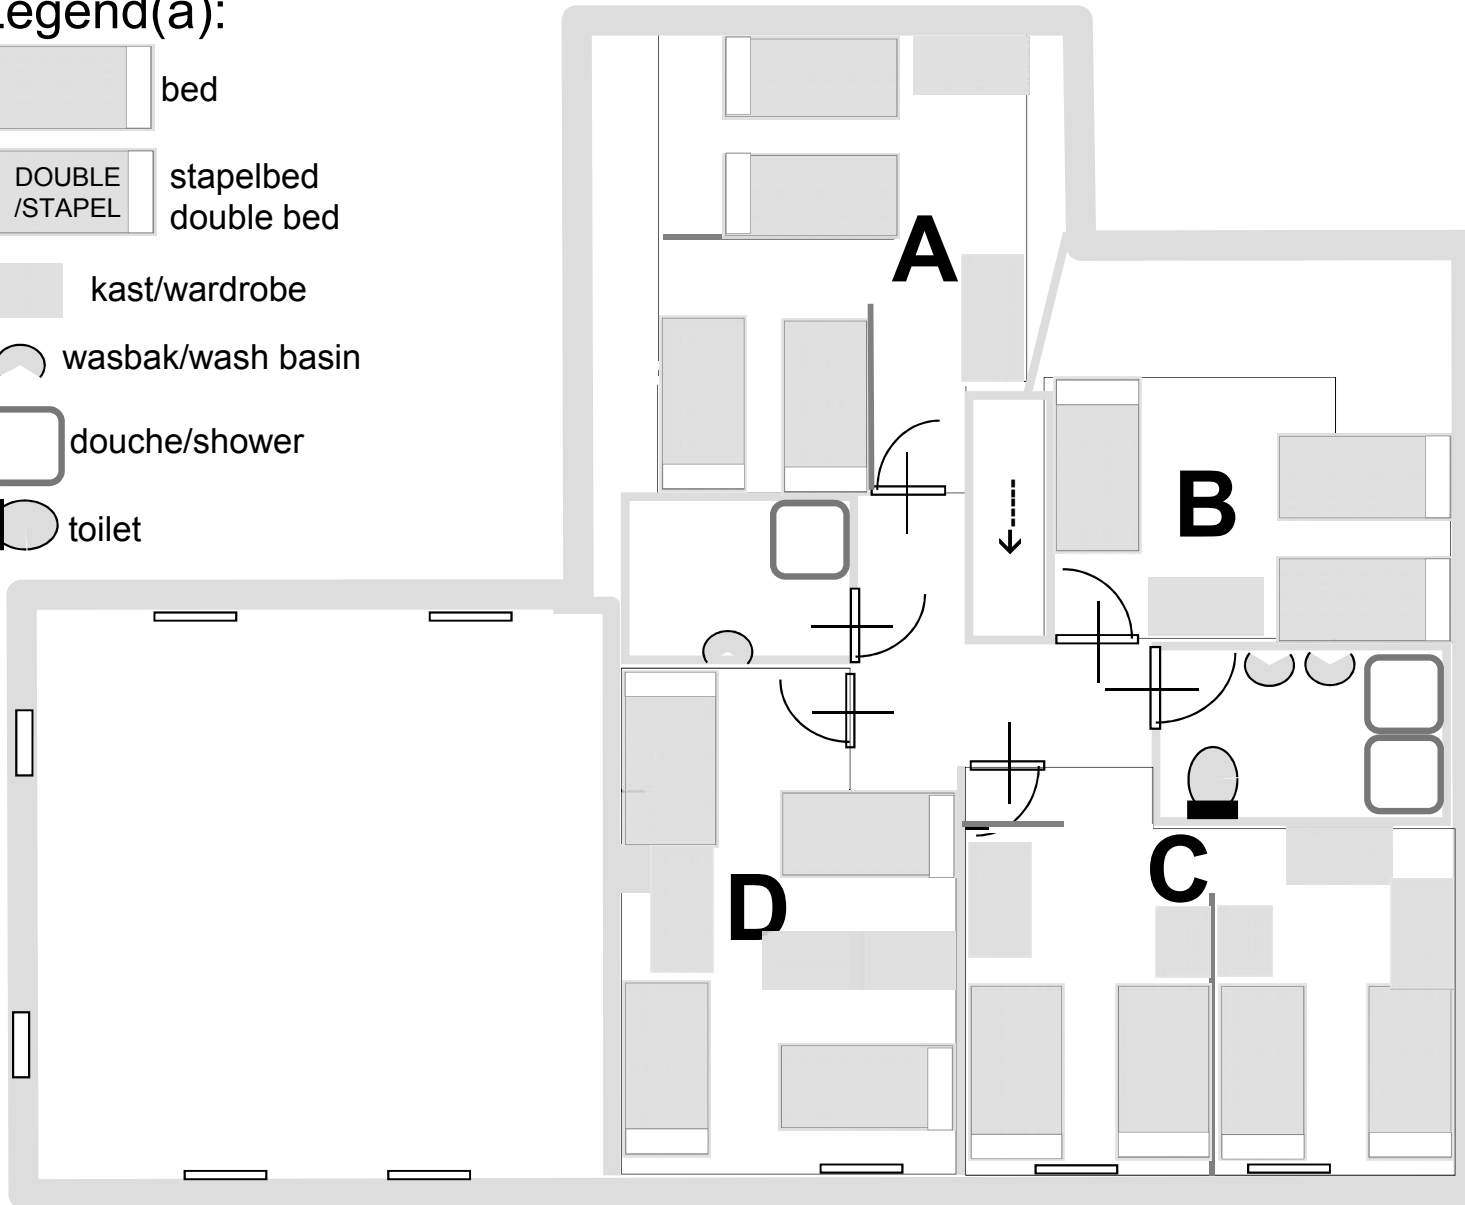 Legend(a):
bed
DOUBLE
/STAPEL
stapelbed
double bed
kast/wardrobe
wasbak/wash basin
douche/shower
toilet
A
B
C
D